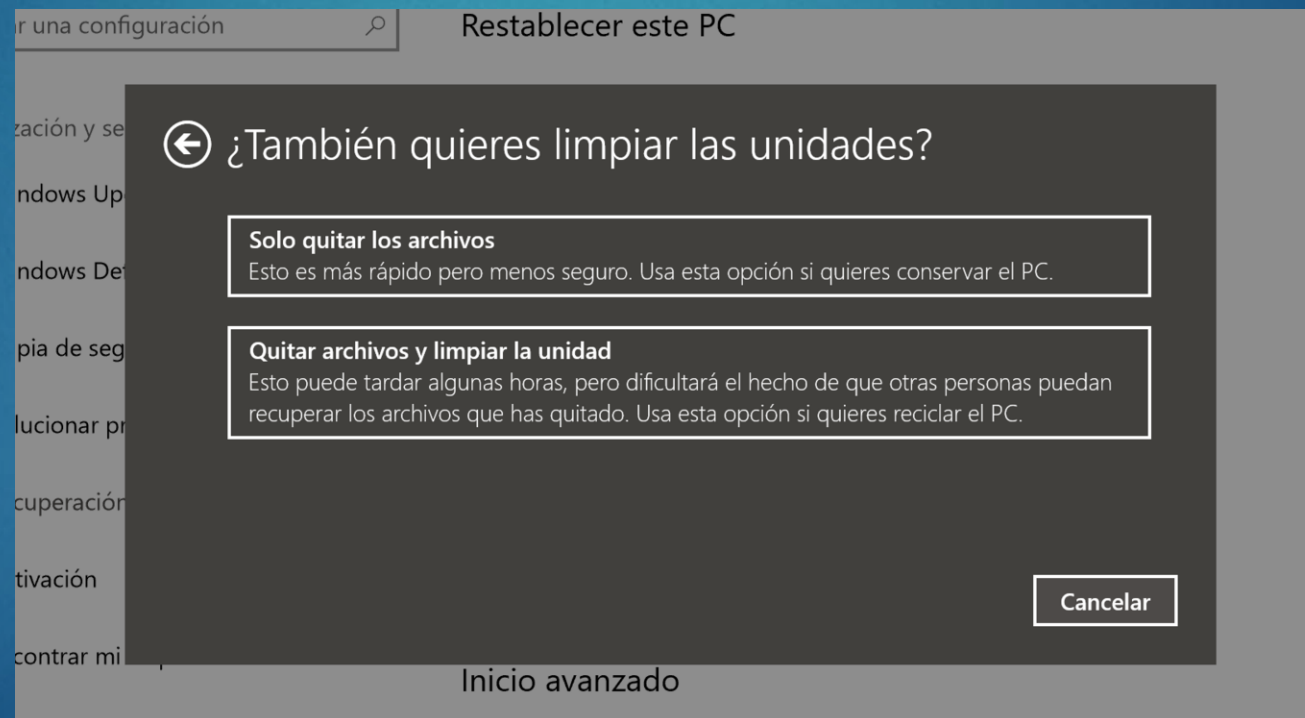 ar una configuración
Restablecer este PC
zación y se
¿También quieres limpiar las unidades?
ndows Up
Solo quitar los archivos
Esto es más rápido pero menos seguro. Usa esta opción si quieres conservar el PC.
ndows Def
Quitar archivos y limpiar la unidad
Esto puede tardar algunas horas, pero dificultará el hecho de que otras personas puedan
recuperar los archivos que has quitado. Usa esta opción si quieres reciclar el PC.
pia de seg
lucionar pr
cuperación
tivación
Cancelar
contrar mi
Inicio avanzado